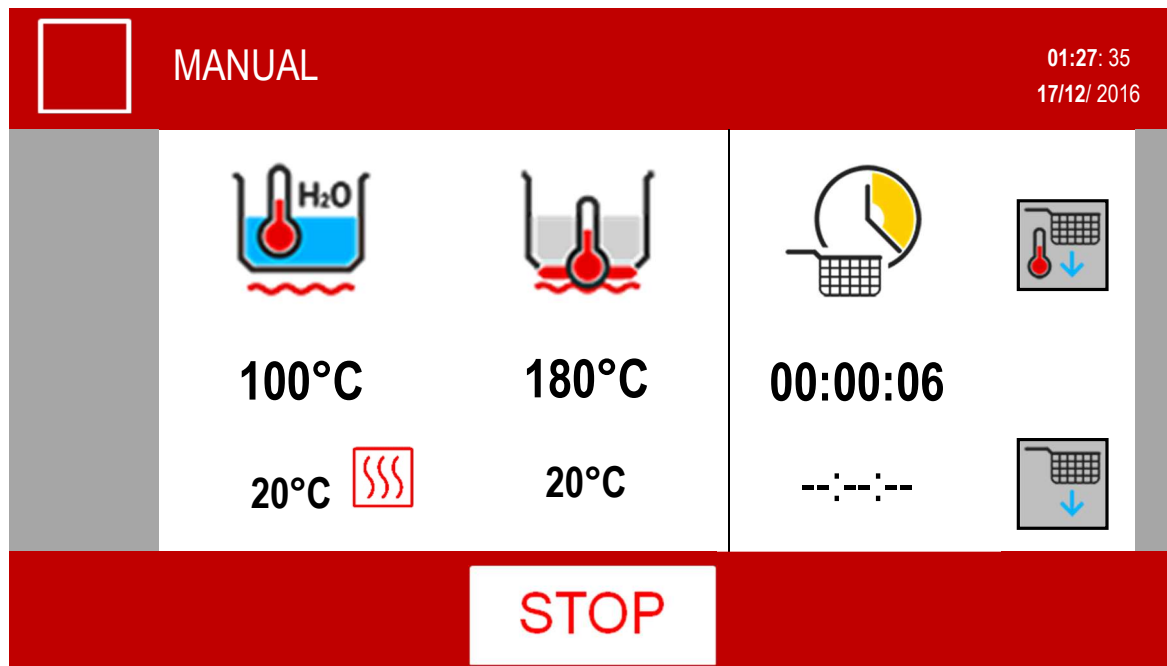 MANUAL
01:27: 35
17/12/ 2016
H₂O
100°C
180°C
00:00:06
20°C
20°C
--:--:--
STOP